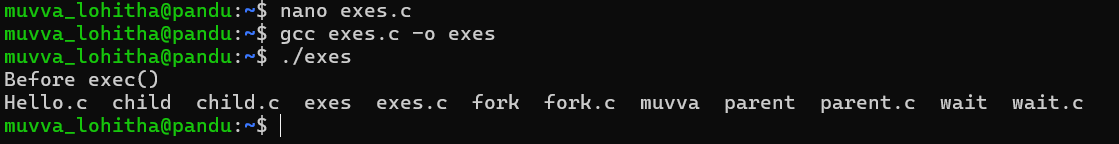 muvva_lohitha@pandu:~$ nano exes.c
muvva_lohitha@pandu:~$ gcc exes.c -o exes
muvva_lohitha@pandu:~$ ./exes
Before exec()
Hello.c  child  child.c  exes  exes.c  fork  fork.c  muvva  parent  parent.c  wait  wait.c
muvva_lohitha@pandu:~$